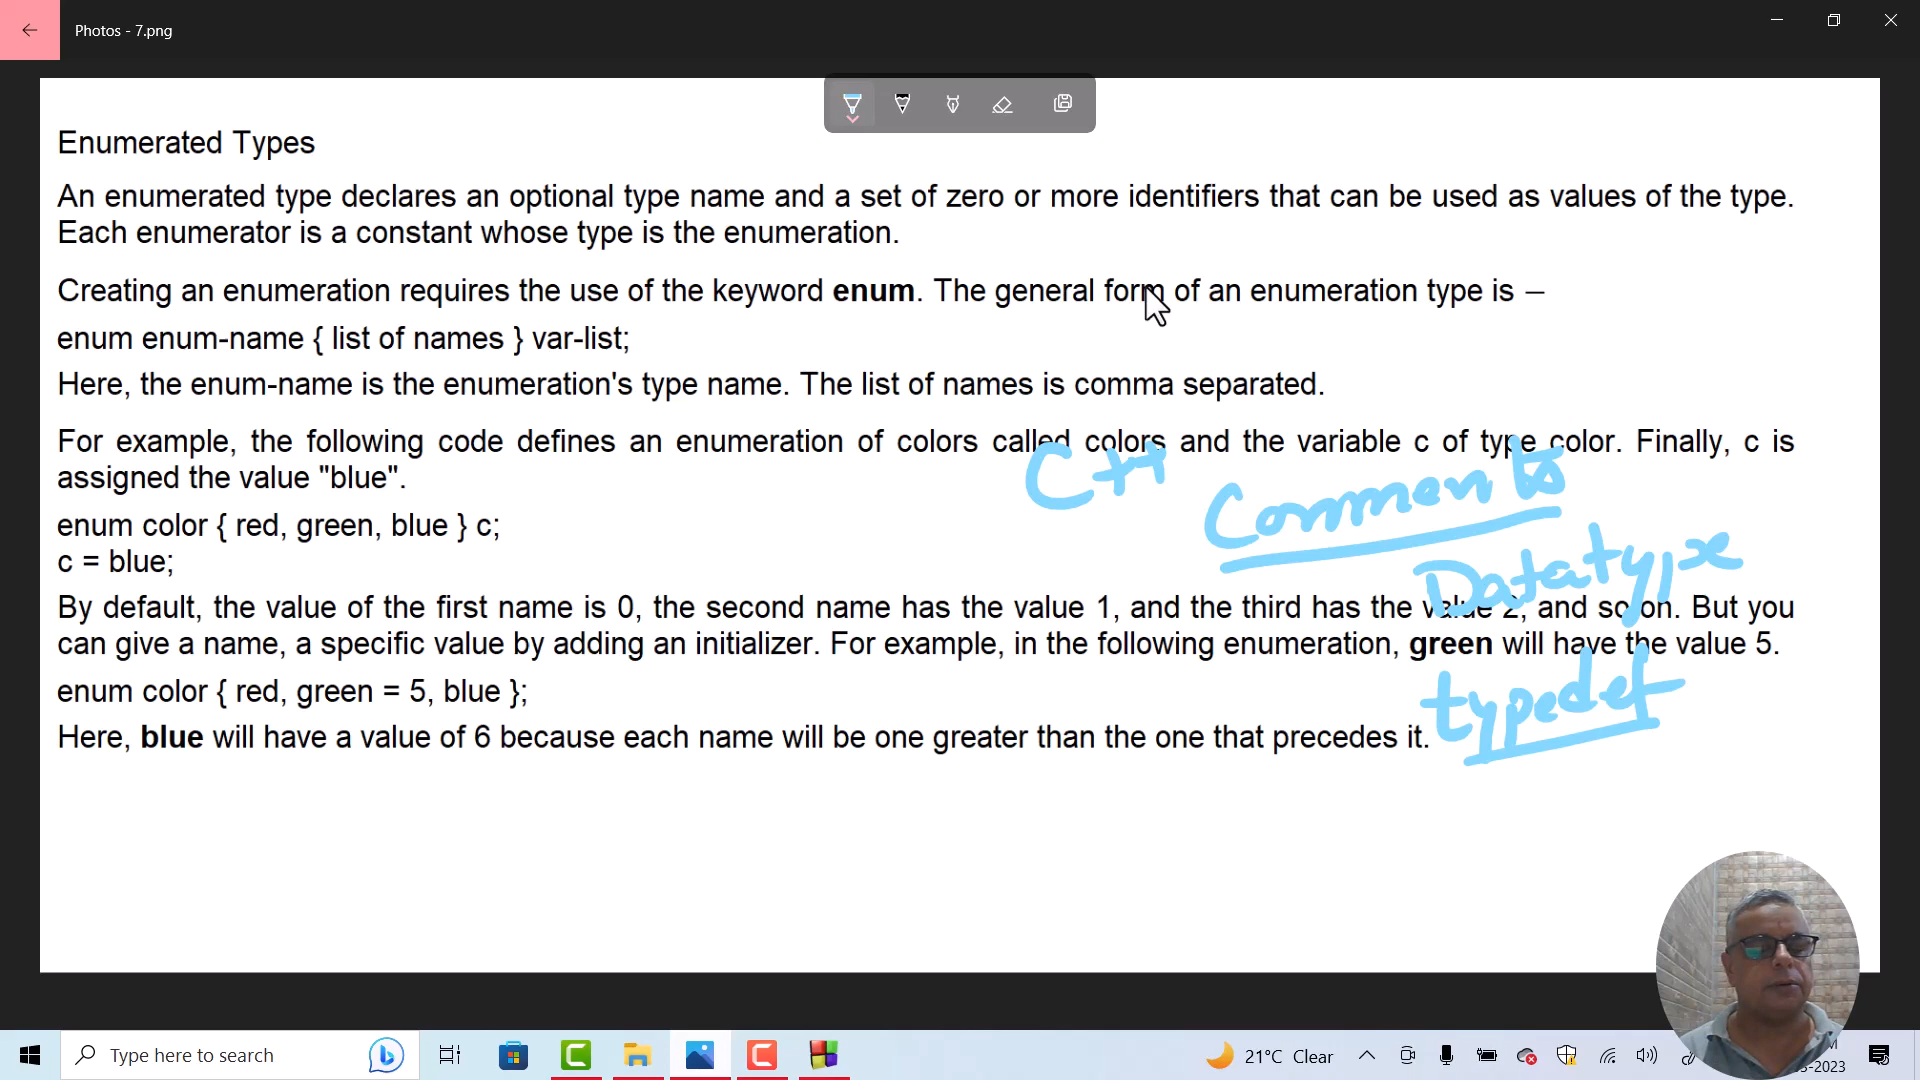 Photos - 7.png
Enumerated Types
An enumerated type declares an optional type name and a set of zero or more identifiers that can be used as values of the type.
Each enumerator is a constant whose type is the enumeration.
Creating an enumeration requires the use of the keyword enum. The general form of an enumeration type is –
enum enum-name { list of names } var-list;
Here, the enum-name is the enumeration's type name. The list of names is comma separated.
For example, the following code defines an enumeration of colors called colors and the variable c of type color. Finally, c is
assigned the value "blue".
C++
Comments
enum color { red, green, blue } c;
c = blue;
Datatype
By default, the value of the first name is 0, the second name has the value 1, and the third has the value 2, and so on. But you
can give a name, a specific value by adding an initializer. For example, in the following enumeration, green will have the value 5.
enum color { red, green = 5, blue };
typedef
Here, blue will have a value of 6 because each name will be one greater than the one that precedes it.
Type here to search
21°C Clear
-2023